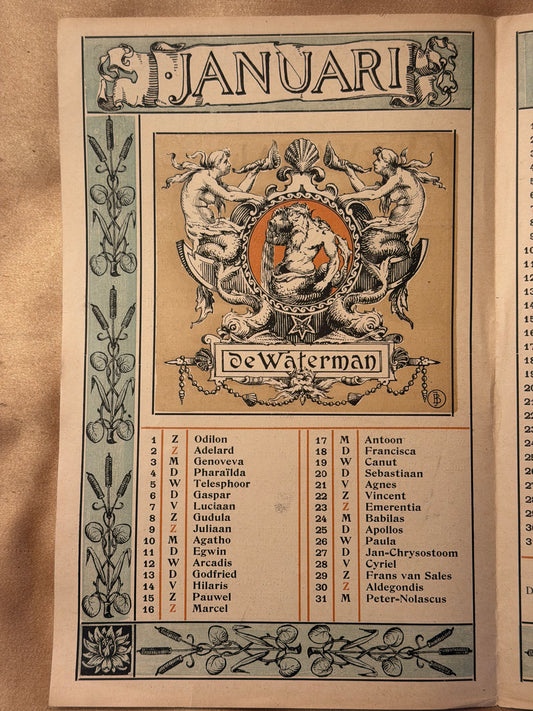 JANUARI
de Waterman
1 Z Odilon
2 Z Adelard
3 M Genoveva
4 D Pharaïlda
5 W Telesphoor
6 D Gaspar
7 V Luciaan
8 Z Gudula
9 Z Juliaan
10 M Agatho
11 D Egwin
12 W Arcadis
13 D Godfried
14 V Hilaris
15 Z Pauwel
16 Z Marcel
17 M Antoon
18 D Francisca
19 W Canut
20 D Sebastiaan
21 V Agnes
22 Z Vincent
23 Z Emerentia
24 M Babilas
25 D Apollos
26 W Paula
27 D Jan-Chrysostoom
28 V Cyriel
29 Z Frans van Sales
30 Z Aldegondis
31 M Peter-Nolascus